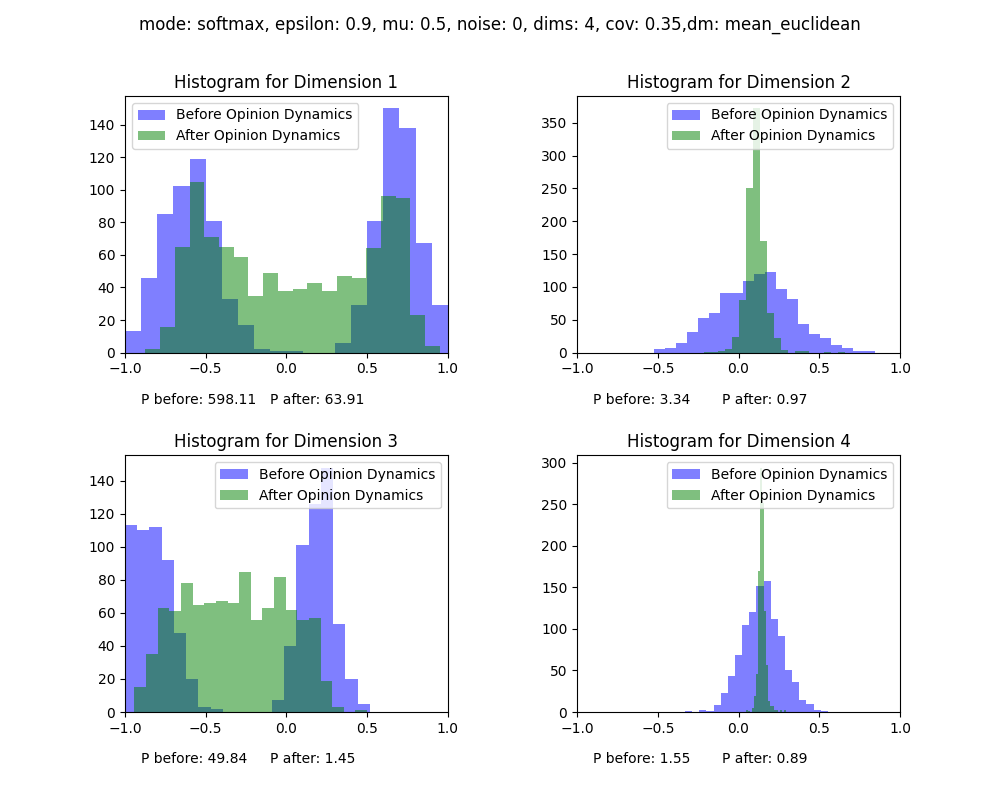 mode: softmax, epsilon: 0.9, mu: 0.5, noise: 0, dims: 4, cov: 0.35,dm: mean_euclidean
Histogram for Dimension 1
Before Opinion Dynamics
After Opinion Dynamics
140
120
100
80
60
40
20
0
−1.0 −0.5 0.0 0.5 1.0
P before: 598.11 P after: 63.91
Histogram for Dimension 2
Before Opinion Dynamics
After Opinion Dynamics
350
300
250
200
150
100
50
0
−1.0 −0.5 0.0 0.5 1.0
P before: 3.34 P after: 0.97
Histogram for Dimension 3
Before Opinion Dynamics
After Opinion Dynamics
140
120
100
80
60
40
20
0
−1.0 −0.5 0.0 0.5 1.0
P before: 49.84 P after: 1.45
Histogram for Dimension 4
Before Opinion Dynamics
After Opinion Dynamics
300
250
200
150
100
50
0
−1.0 −0.5 0.0 0.5 1.0
P before: 1.55 P after: 0.89